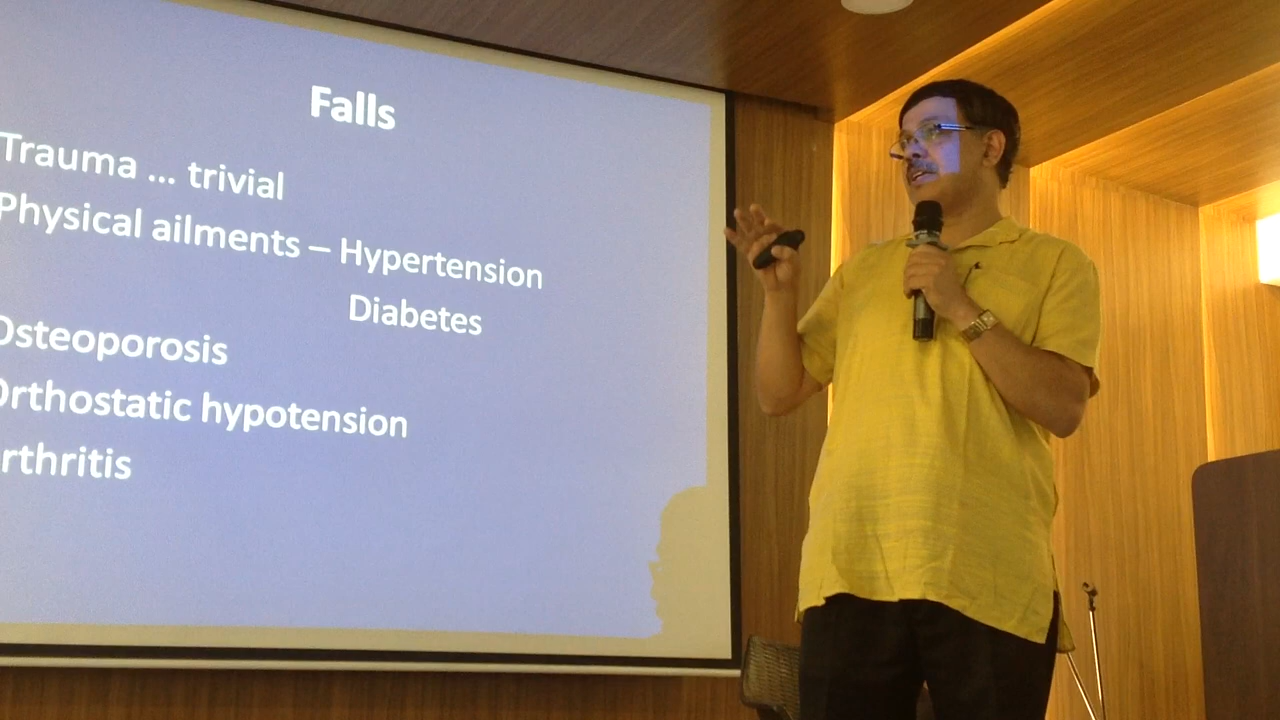 Falls
Trauma ... trivial
Physical ailments – Hypertension
Diabetes
Osteoporosis
Orthostatic hypotension
rthritis